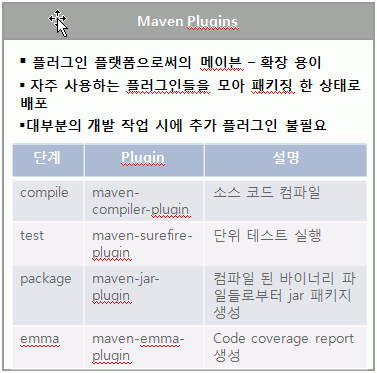 Maven Plugins
▪ 플러그인 플랫폼으로써의 메이븐 – 확장 용이
▪ 자주 사용하는 플러그인들을 모아 패키징 한 상태로
배포
▪대부분의 개발 작업 시에 추가 플러그인 불필요
단계 Plugin 설명
compile maven-compiler-plugin 소스 코드 컴파일
test maven-surefire-plugin 단위 테스트 실행
package maven-jar-plugin 컴파일 된 바이너리 파일들로부터 jar 패키지 생성
emma maven-emma-plugin Code coverage report 생성